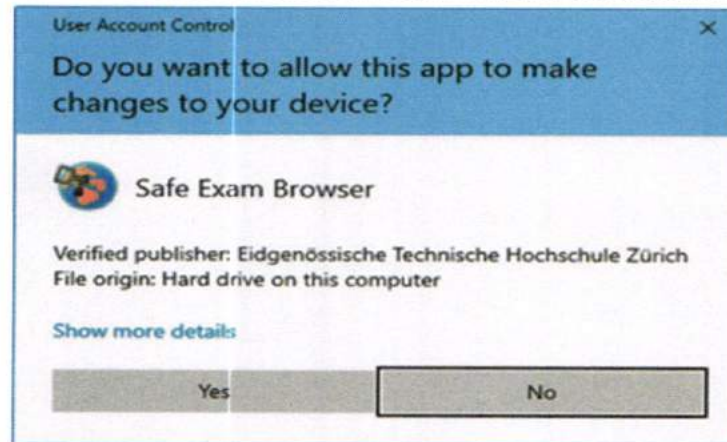 User Account Control
Do you want to allow this app to make
changes to your device?
Safe Exam Browser
Verified publisher: Eidgenössische Technische Hochschule Zürich
File origin: Hard drive on this computer
Show more details
Yes
No